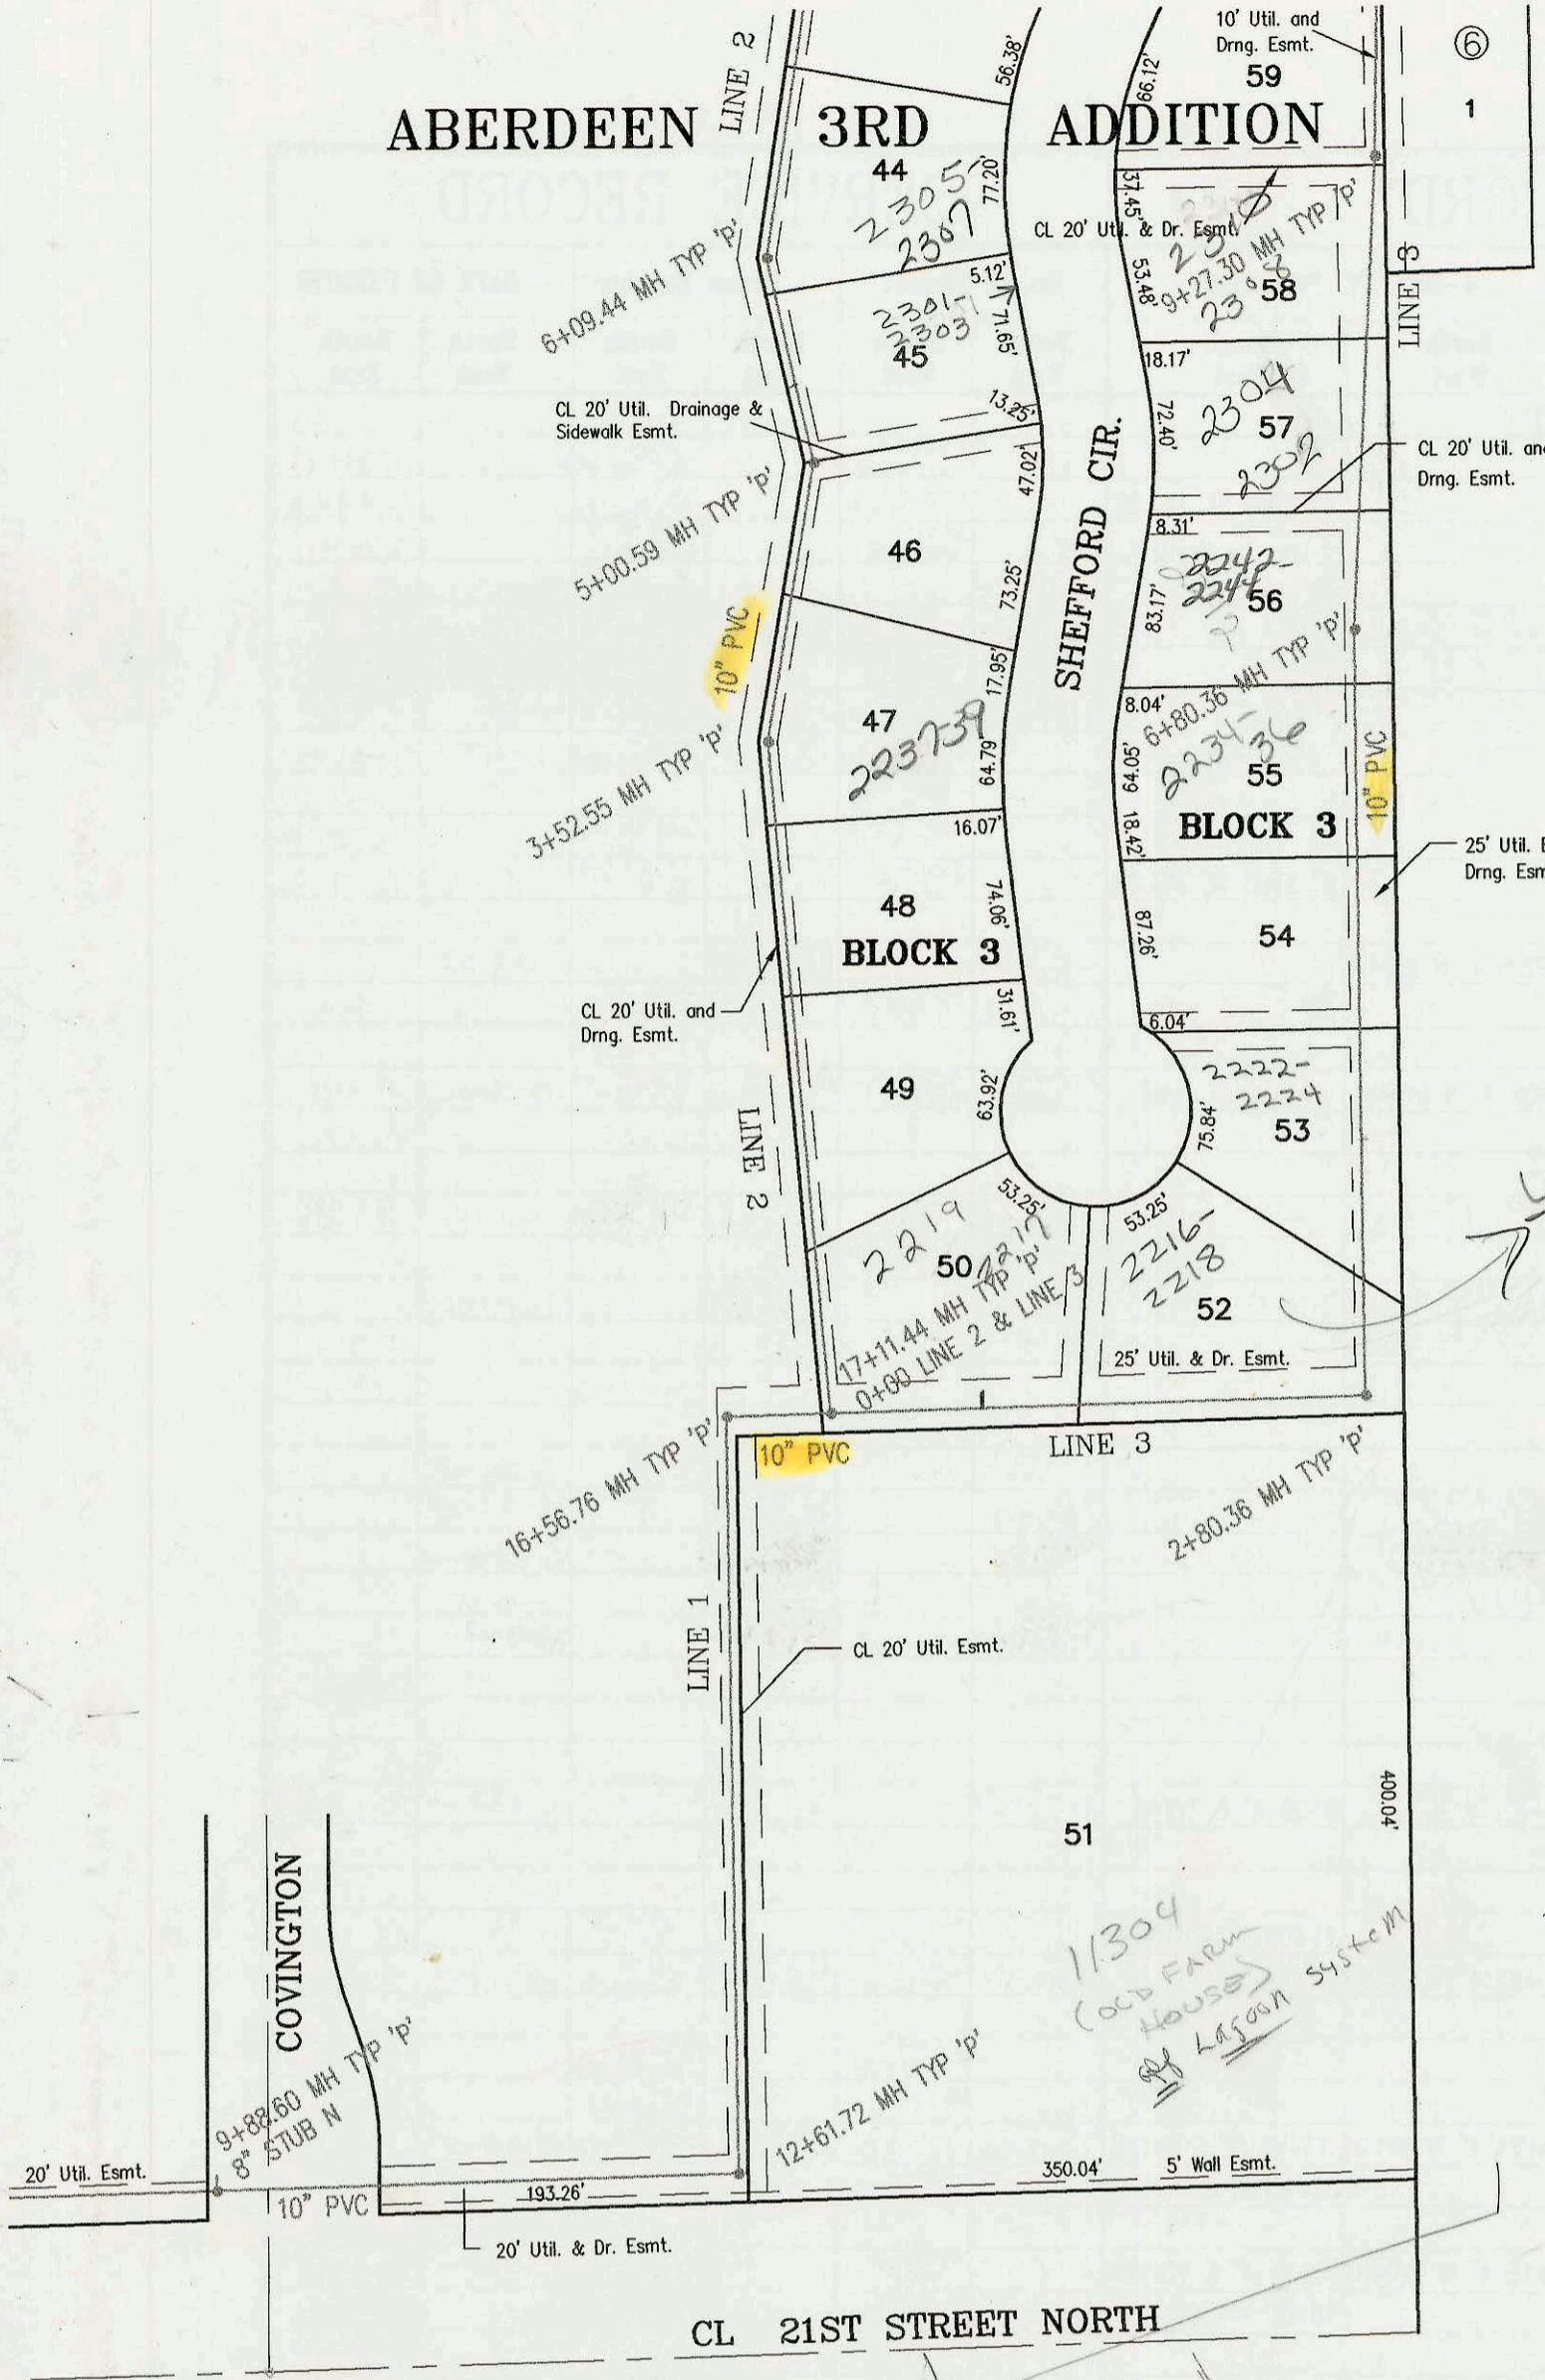 10' Util. and
Drng. Esmt.
6
59
1
LINE 2
56.38'
66.12'
ABERDEEN 3RD ADDITION
44
2305-
2307
77.20'
37.45'
CL 20' Util. & Dr. Esmt.
2310
9+27.30 MH TYP 'p'
2308
58
53.48'
LINE 3
6+09.44 MH TYP 'p'
5.12'
2301-
2303
45
71.65'
13.25'
18.17'
72.40'
2304
57
2302
CL 20' Util. Drainage &
Sidewalk Esmt.
CL 20' Util. an
Drng. Esmt.
47.02'
5+00.59 MH TYP 'p'
46
73.25'
SHEFFORD CIR.
8.31'
2242-
2244
56
83.17'
10" PVC
17.95'
6+80.36 MH TYP 'p'
8.04'
47
2237-39
64.79
64.05'
2234-
36
55
10" PVC
3+52.55 MH TYP 'p'
16.07'
18.42'
BLOCK 3
25' Util. E
Drng. Esm
48
74.06'
BLOCK 3
87.26'
54
CL 20' Util. and
Drng. Esmt.
31.61'
6.04'
49
63.92'
2222-
2224
53
75.84'
LINE 2
53.25'
53.25'
2219
2217
50
2216-
2218
52
17+11.44 MH TYP 'p'
0+00 LINE 2 & LINE 3
25' Util. & Dr. Esmt.
10" PVC
LINE 3
16+56.76 MH TYP 'p'
2+80.36 MH TYP 'p'
LINE 1
CL 20' Util. Esmt.
51
400.04'
COVINGTON
11304
(OLD FARM
HOUSE)
Lagoon system
9+88.60 MH TYP 'p'
8" STUB N
12+61.72 MH TYP 'p'
20' Util. Esmt.
350.04'
5' Wall Esmt.
10" PVC
193.26'
20' Util. & Dr. Esmt.
CL 21ST STREET NORTH